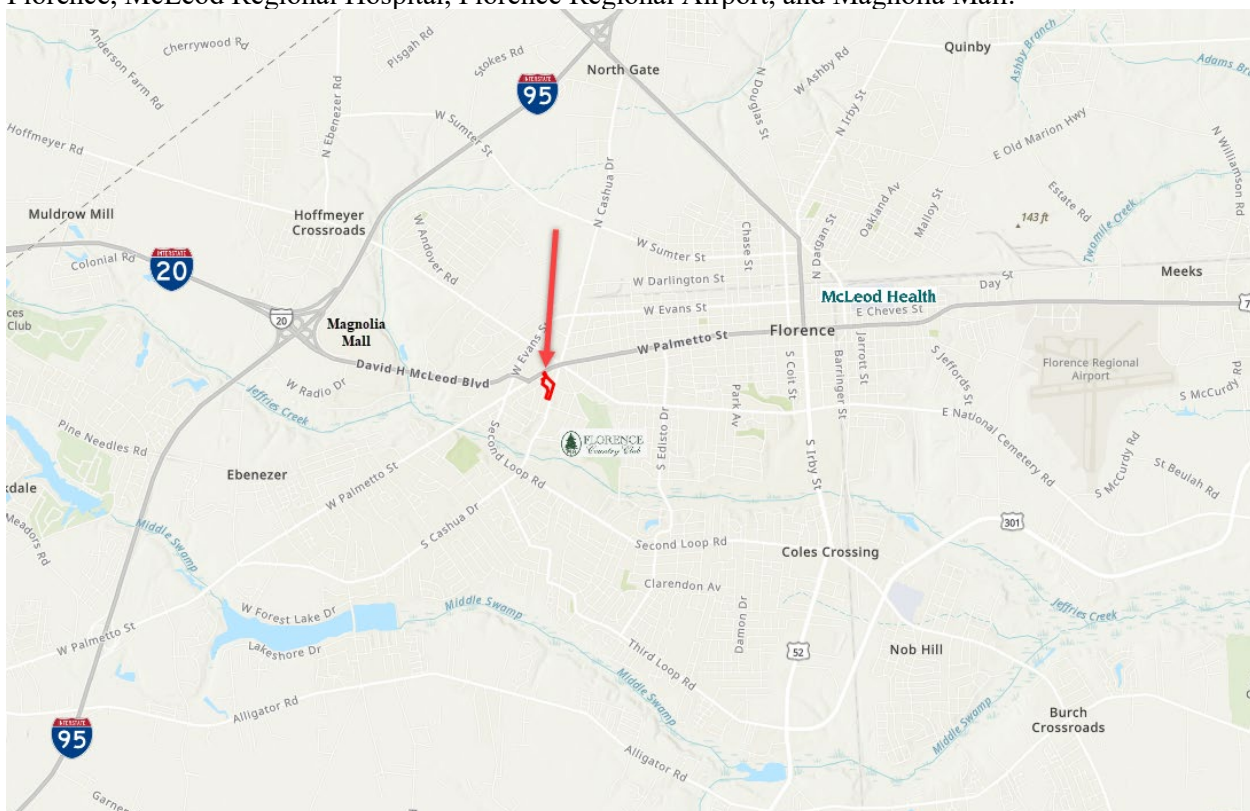 Florence, McLeod Regional Hospital, Florence Regional Airport, and Magnolia Mall.
Cherrywood Rd
Pisgah Rd
Stokes Rd
North Gate
Quinby
Ashby Branch
Anderson Farm Rd
INTERSTATE
95
N Douglas St
W Ashby Rd
N Irby St
Hoffmeyer Rd
N Ebenezer Rd
W Sumter St
N Cashua Dr
E Old Marion Hwy
N Williamson Rd
Muldrow Mill
Hoffmeyer
Crossroads
W Andover Rd
Oakland Av
Malloy St
Estate Rd
143 ft
Twomile Creek
Chase St
N Dargan St
INTERSTATE
20
Colonial Rd
W Sumter St
W Darlington St
Day St
Meeks
McLeod Health
20
Magnolia
Mall
W Evans St
W Evans St
E Cheves St
Florence
W Palmetto St
David H McLeod Blvd
W Radio Dr
Jeffries Creek
S Coit St
Barringer St
Jarrott St
S Jeffords St
Florence Regional
Airport
S McCurdy Rd
Park Av
S Edisto Dr
E National Cemetery Rd
FLORENCE
Country Club
Pine Needles Rd
Ebenezer
Second Loop Rd
S Irby St
S McCurdy Rd
St Beulah Rd
W Palmetto St
S Cashua Dr
Meadors Rd
Middle Swamp
301
Second Loop Rd
Coles Crossing
Clarendon Av
W Forest Lake Dr
Middle Swamp
Damon Dr
Jeffries Creek
W Palmetto St
Lakeshore Dr
Third Loop Rd
52
Nob Hill
Middle Swamp
Middle Swamp
Alligator Rd
INTERSTATE
95
Alligator Rd
Burch
Crossroads